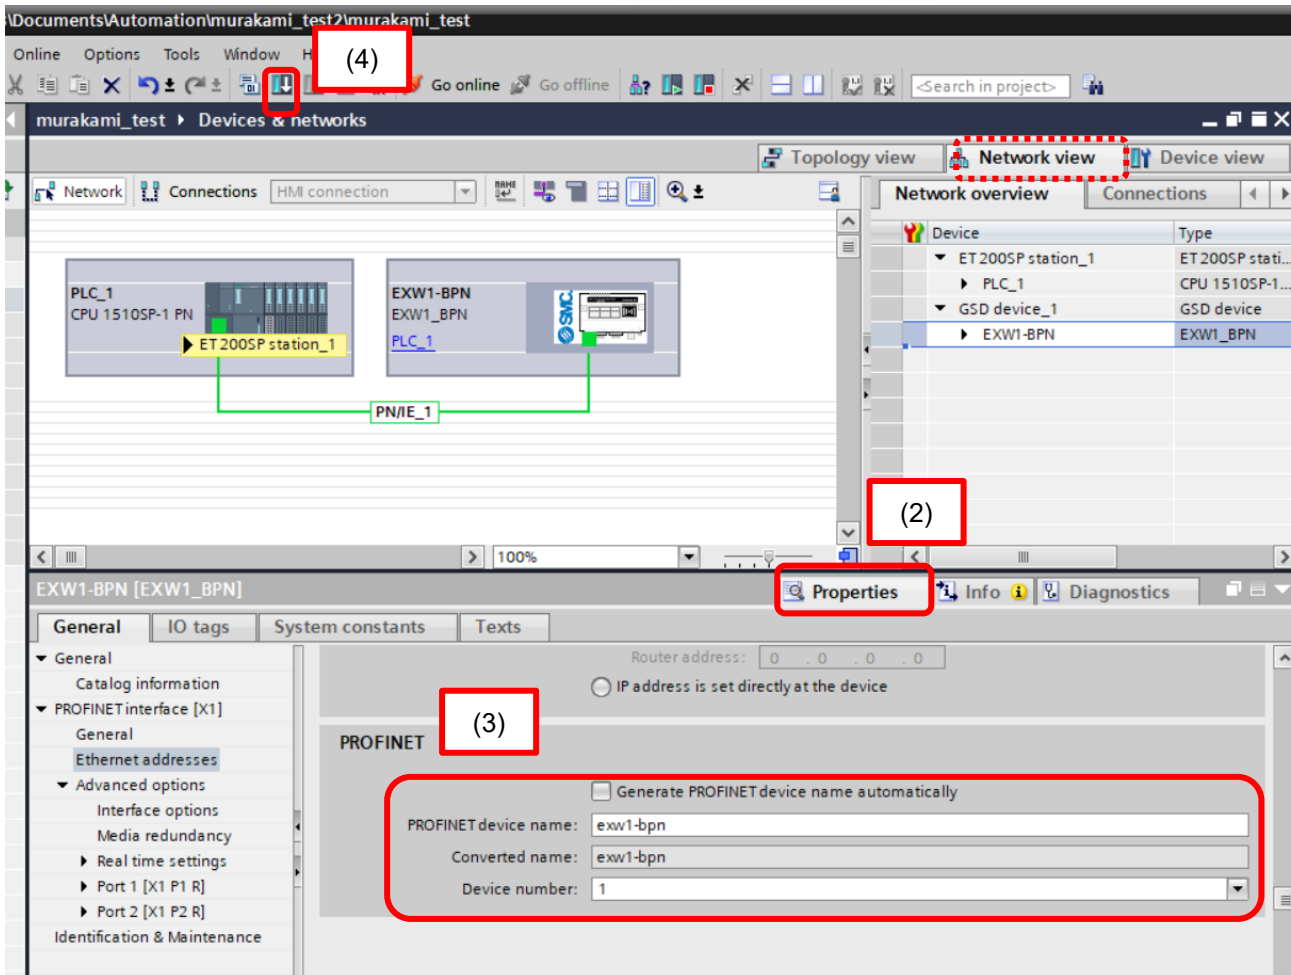 \Documents\Automation\murakami_test2\murakami_test
Online Options Tools Window H
(4)
Go online Go offline <Search in project>
murakami_test Devices & networks
Topology view Network view Device view
Network Connections HMI connection
Network overview Connections
Device Type
ET200SP station_1 ET200SP stati...
PLC_1 CPU 1510SP-1...
GSD device_1 GSD device
EXW1-BPN EXW1_BPN
PLC_1
CPU 1510SP-1 PN
ET200SP station_1
EXW1-BPN
EXW1_BPN
PLC_1
SMC
PN/IE_1
(2)
100%
EXW1-BPN [EXW1_BPN]
Properties Info Diagnostics
General IO tags System constants Texts
General
Catalog information
PROFINET interface [X1]
General
Ethernet addresses
Advanced options
Interface options
Media redundancy
Real time settings
Port 1 [X1 P1 R]
Port 2 [X1 P2 R]
Identification & Maintenance
Router address: 0 . 0 . 0 . 0
IP address is set directly at the device
(3)
PROFINET
Generate PROFINET device name automatically
PROFINET device name: exw1-bpn
Converted name: exw1-bpn
Device number: 1